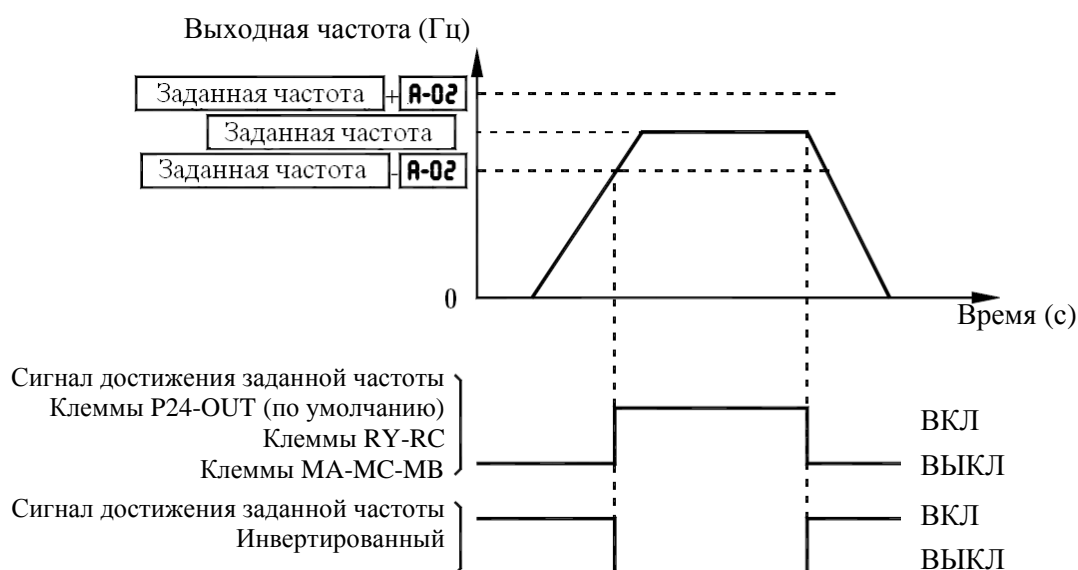 Выходная частота (Гц)
Заданная частота + A-02
Заданная частота
Заданная частота - A-02
0
Время (с)
Сигнал достижения заданной частоты
Клеммы P24-OUT (по умолчанию)
Клеммы RY-RC
Клеммы MA-MC-MB
ВКЛ
ВЫКЛ
Сигнал достижения заданной частоты
Инвертированный
ВКЛ
ВЫКЛ